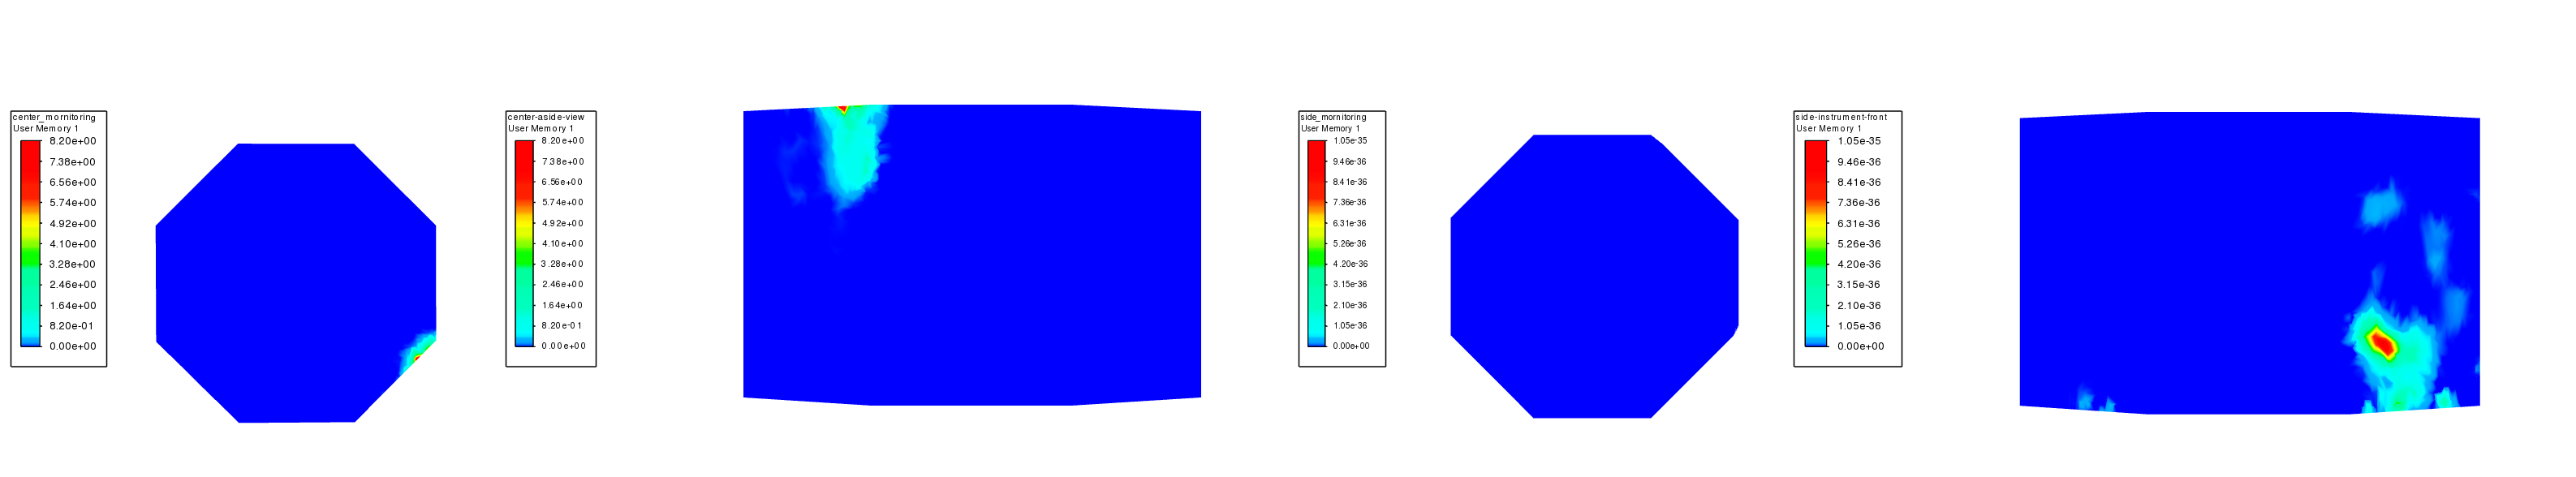 center_mornitoring
User Memory 1
8.20e+00
7.38e+00
6.56e+00
5.74e+00
4.92e+00
4.10e+00
3.28e+00
2.46e+00
1.64e+00
8.20e-01
0.00e+00
center-aside-view
User Memory 1
8.20e+00
7.38e+00
6.56e+00
5.74e+00
4.92e+00
4.10e+00
3.28e+00
2.46e+00
1.64e+00
8.20e-01
0.00e+00
side_mornitoring
User Memory 1
1.05e-35
9.46e-36
8.41e-36
7.36e-36
6.31e-36
5.26e-36
4.20e-36
3.15e-36
2.10e-36
1.05e-36
0.00e+00
side-instrument-front
User Memory 1
1.05e-35
9.46e-36
8.41e-36
7.36e-36
6.31e-36
5.26e-36
4.20e-36
3.15e-36
2.10e-36
1.05e-36
0.00e+00